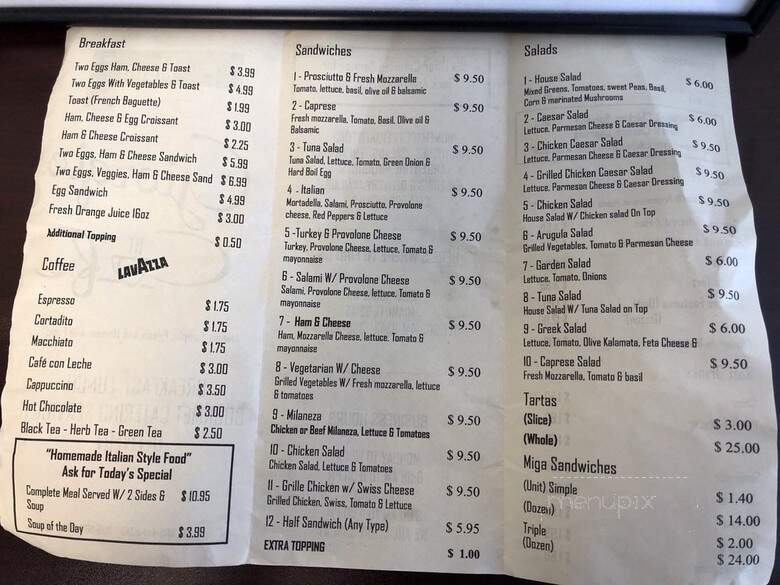 Breakfast
Two Eggs Ham, Cheese & Toast $ 3.99
Two Eggs With Vegetables & Toast $ 4.99
Toast (French Baguette) $ 1.99
Ham, Cheese & Egg Croissant $ 3.00
Ham & Cheese Croissant $ 2.25
Two Eggs, Ham & Cheese Sandwich $ 5.99
Two Eggs, Veggies, Ham & Cheese Sand $ 6.99
Egg Sandwich $ 4.99
Fresh Orange Juice 16oz $ 3.00
Additional Topping $ 0.50
Coffee LAVAZZA
Espresso $ 1.75
Cortadito $ 1.75
Macchiato $ 1.75
Café con Leche $ 3.00
Cappuccino $ 3.50
Hot Chocolate $ 3.00
Black Tea - Herb Tea - Green Tea $ 2.50
"Homemade Italian Style Food"
Ask for Today's Special
Complete Meal Served W/ 2 Sides & $ 10.95
Soup
Soup of the Day $ 3.99
Sandwiches
1 - Prosciutto & Fresh Mozzarella $ 9.50
Tomato, lettuce, basil, olive oil & balsamic
2 - Caprese $ 9.50
Fresh mozzarella, Tomato, Basil, Olive oil &
Balsamic
3 - Tuna Salad $ 9.50
Tuna Salad, Lettuce, Tomato, Green Onion &
Hard Boil Egg
4 - Italian $ 9.50
Mortadella, Salami, Prosciutto, Provolone
cheese, Red Peppers & Lettuce
5 -Turkey & Provolone Cheese $ 9.50
Turkey, Provolone Cheese, Lettuce, Tomato &
mayonnaise
6 - Salami W/ Provolone Cheese $ 9.50
Salami, Provolone Cheese, lettuce, Tomato &
mayonnaise
7 - Ham & Cheese $ 9.50
Ham, Mozzarella Cheese, lettuce. Tomato &
mayonnaise
8 - Vegetarian W/ Cheese $ 9.50
Grilled Vegetables W/ Fresh mozzarella, lettuce
& tomatoes
9 - Milaneza $ 9.50
Chicken or Beef Milaneza, Lettuce & Tomatoes
10 - Chicken Salad $ 9.50
Chicken Salad, Lettuce & Tomatoes
11 - Grille Chicken w/ Swiss Cheese $ 9.50
Grilled Chicken, Swiss, Tomato & Lettuce
12 - Half Sandwich (Any Type) $ 5.95
EXTRA TOPPING $ 1.00
Salads
1 - House Salad $ 6.00
Mixed Greens, Tomatoes, sweet Peas, Basil,
Corn & marinated Mushrooms
2 - Caesar Salad $ 6.00
Lettuce, Parmesan Cheese & Caesar Dressing
3 - Chicken Caesar Salad $ 9.50
Lettuce, Parmesan Cheese & Caesar Dressing
4 - Grilled Chicken Caesar Salad $ 9.50
Lettuce, Parmesan Cheese & Caesar Dressing
5 - Chicken Salad $ 9.50
House Salad W/ Chicken salad On Top
6 - Arugula Salad $ 9.50
Grilled Vegetables, Tomato & Parmesan Cheese
7 - Garden Salad $ 6.00
Lettuce, Tomato, Onions
8 - Tuna Salad $ 9.50
House Salad W/ Tuna Salad on Top
9 - Greek Salad $ 6.00
Lettuce, Tomato, Olive Kalamata, Feta Cheese &
10 - Caprese Salad $ 9.50
Fresh Mozzarella, Tomato & basil
Tartas
(Slice) $ 3.00
(Whole) $ 25.00
Miga Sandwiches
(Unit) Simple $ 1.40
(Dozen) $ 14.00
Triple $ 2.00
(Dozen) $ 24.00
menupix